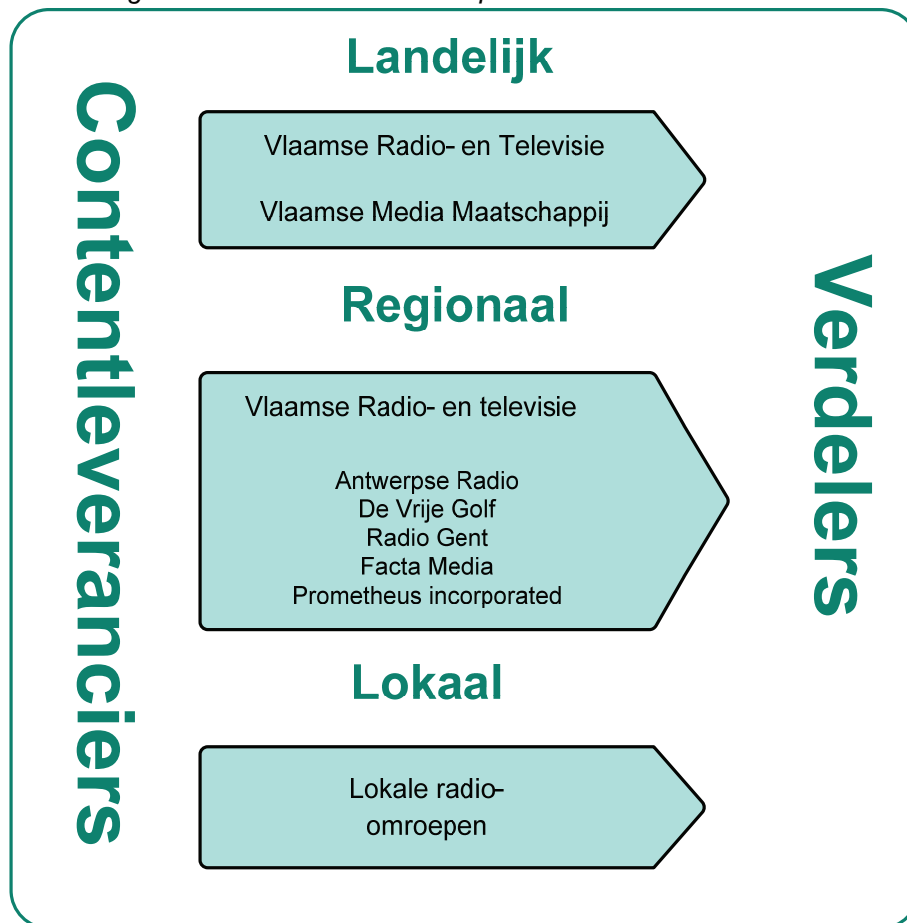 Landelijk
Contentleveranciers
Vlaamse Radio- en Televisie
Vlaamse Media Maatschappij
Regionaal
Verdelers
Vlaamse Radio- en televisie
Antwerpse Radio
De Vrije Golf
Radio Gent
Facta Media
Prometheus incorporated
Lokaal
Lokale radio-
omroepen